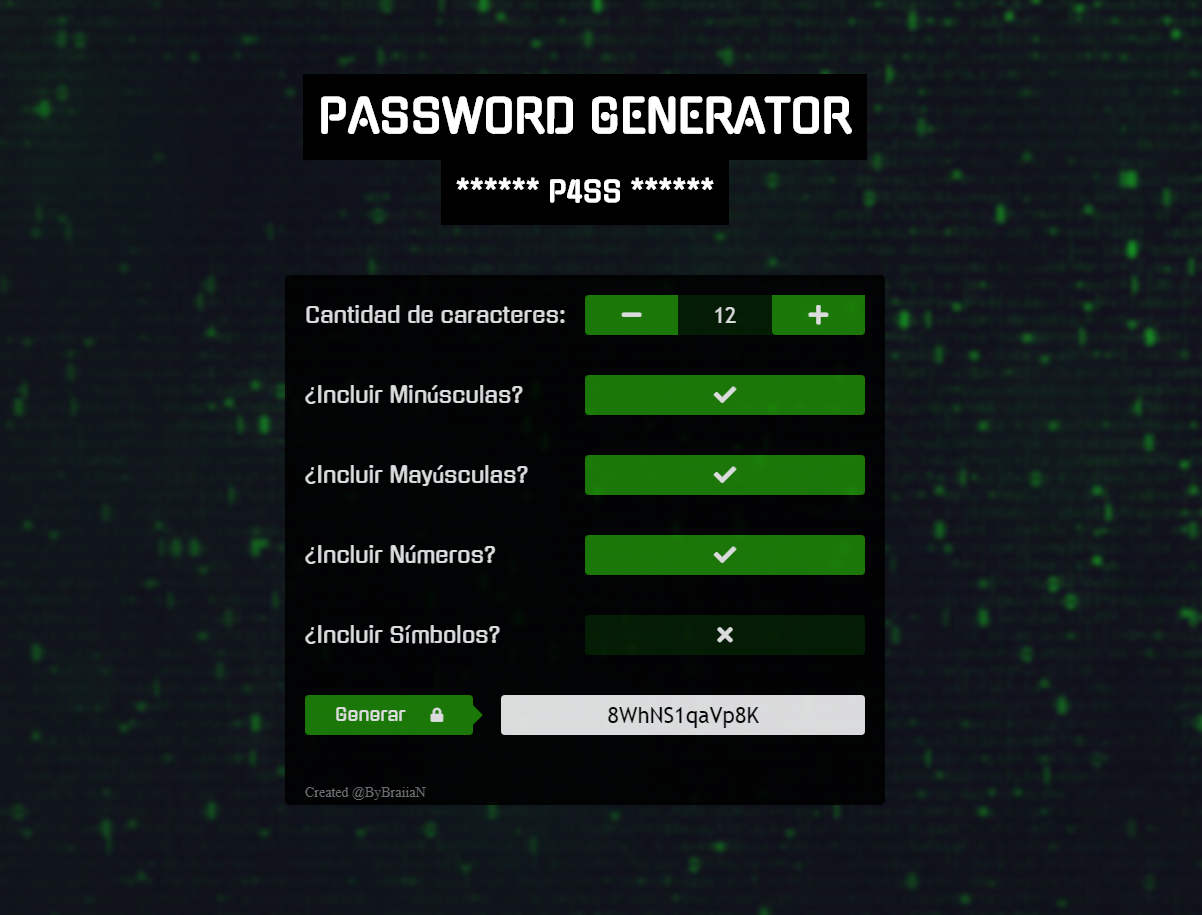 PASSWORD GENERATOR
****** P4SS ******
Cantidad de caracteres: 12
¿Incluir Minúsculas?
¿Incluir Mayúsculas?
¿Incluir Números?
¿Incluir Símbolos?
Generar 8WhNS1qaVp8K
Created @ByBraiiaN